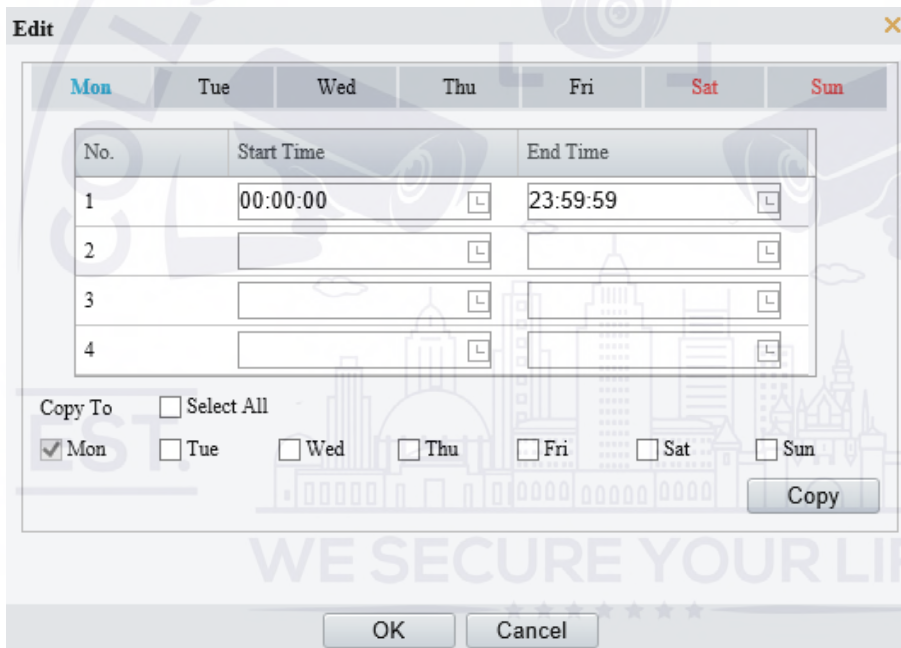 Edit
Mon Tue Wed Thu Fri Sat Sun
No. Start Time End Time
1 00:00:00 23:59:59
2
3
4
Copy To Select All
Mon Tue Wed Thu Fri Sat Sun
Copy
OK Cancel
EST.
WE SECURE YOUR LI